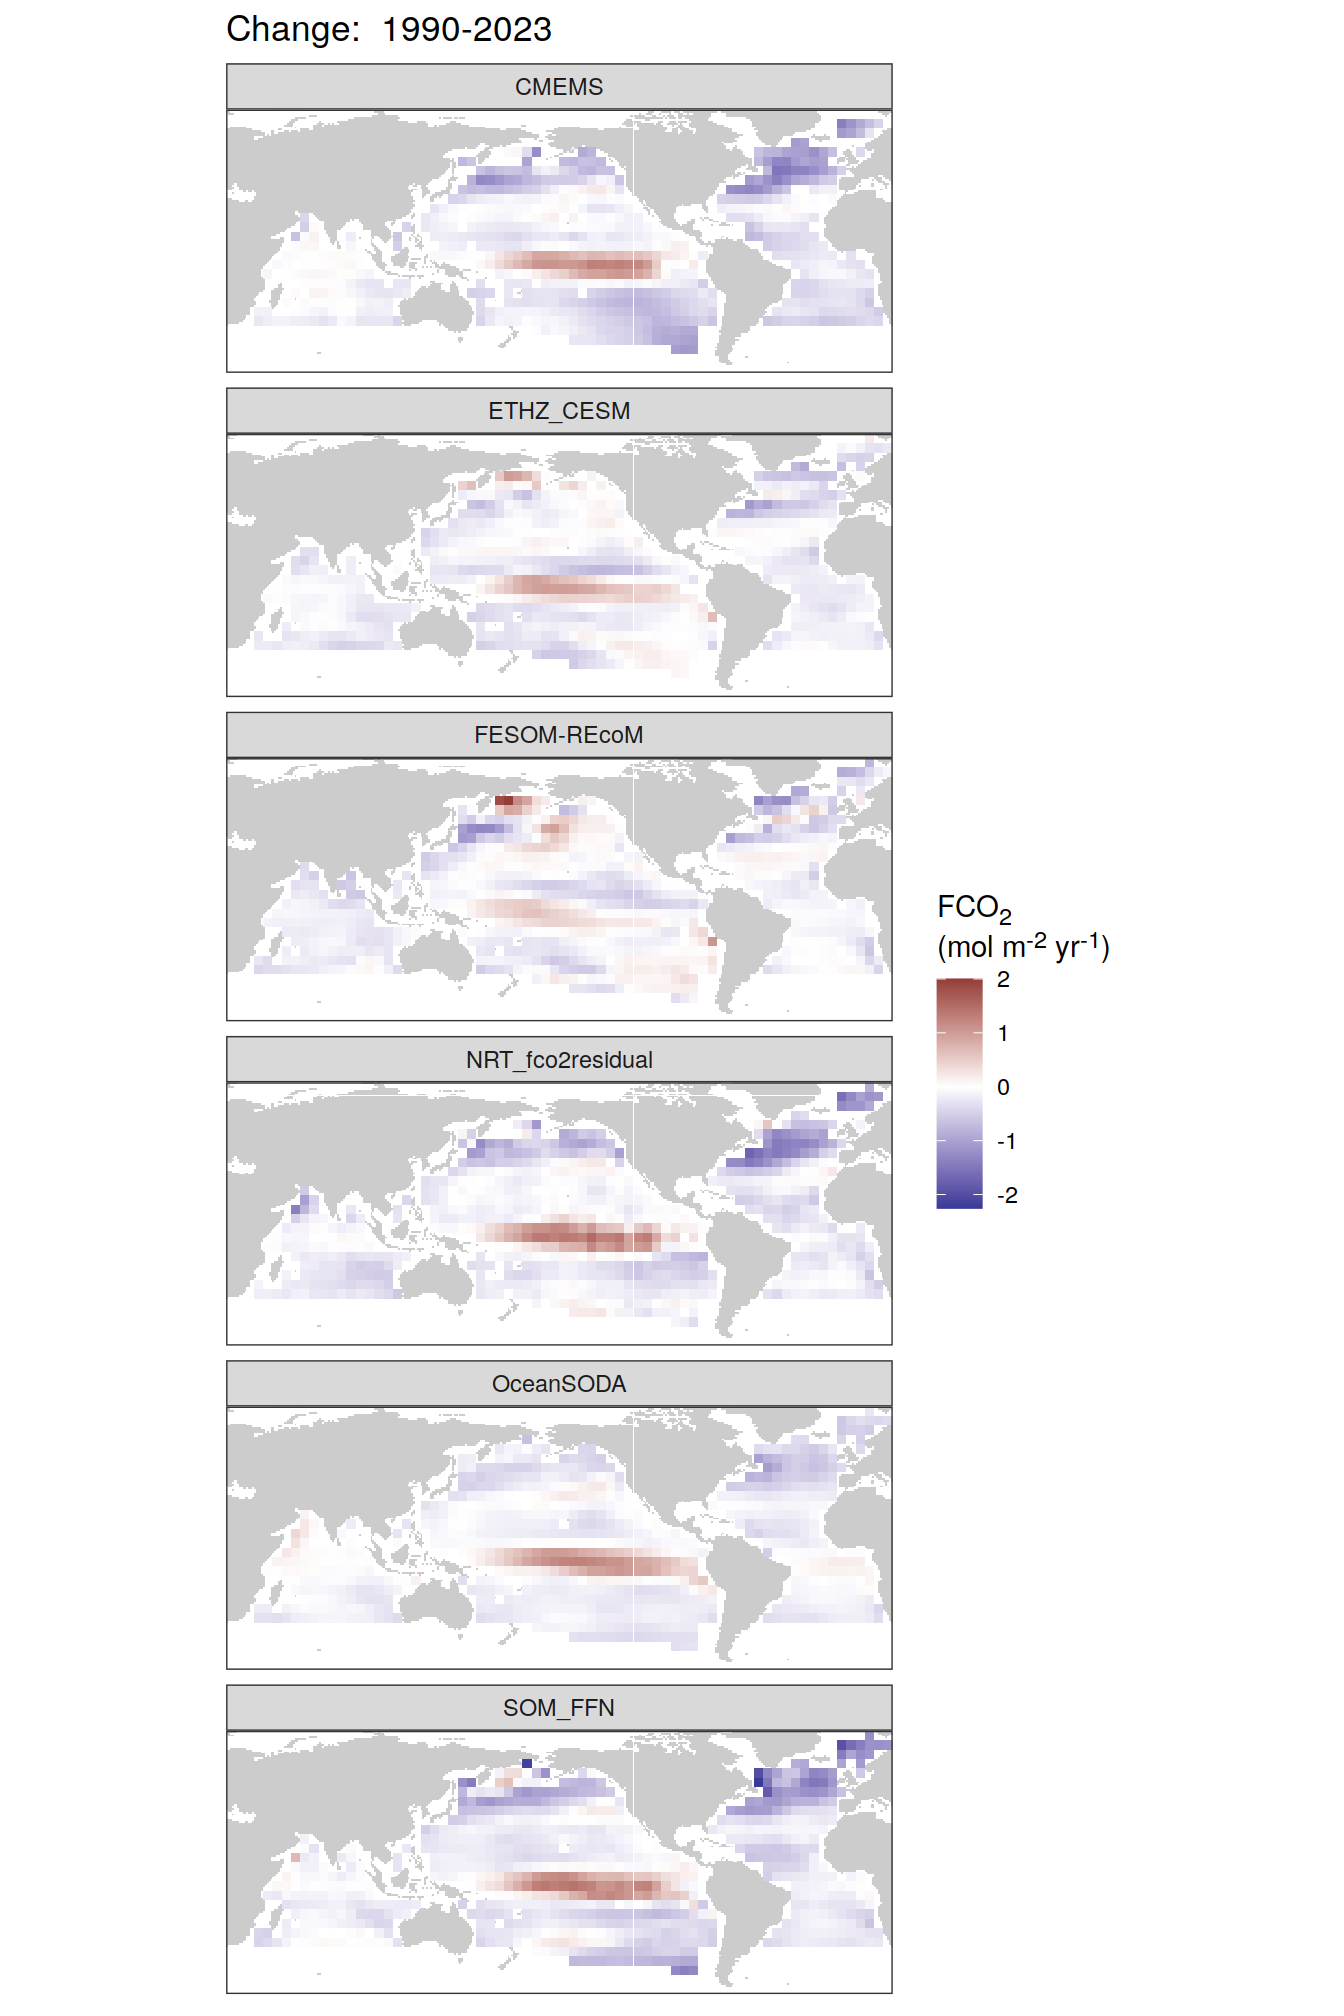 Change: 1990-2023
CMEMS
ETHZ_CESM
FESOM-REcoM
NRT_fco2residual
OceanSODA
SOM_FFN
FCO₂
(mol m⁻² yr⁻¹)
2
1
0
-1
-2